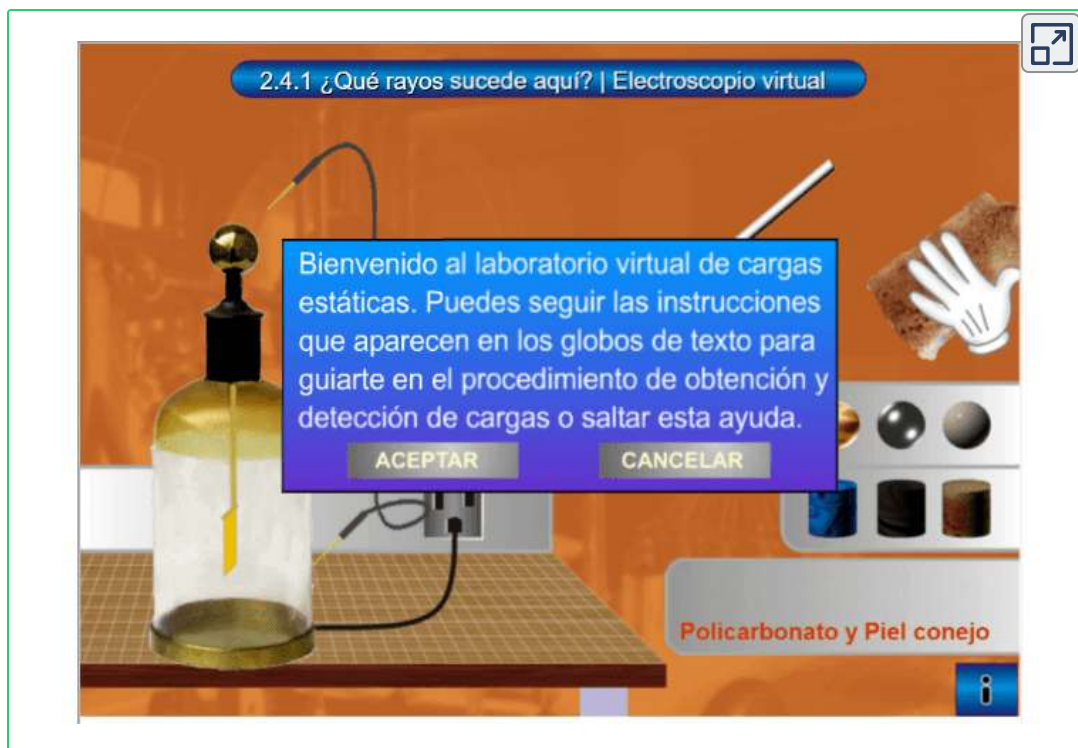 2.4.1 ¿Qué rayos sucede aquí? | Electroscopio virtual
Bienvenido al laboratorio virtual de cargas
estáticas. Puedes seguir las instrucciones
que aparecen en los globos de texto para
guiarte en el procedimiento de obtención y
detección de cargas o saltar esta ayuda.
ACEPTAR CANCELAR
Policarbonato y Piel conejo
i